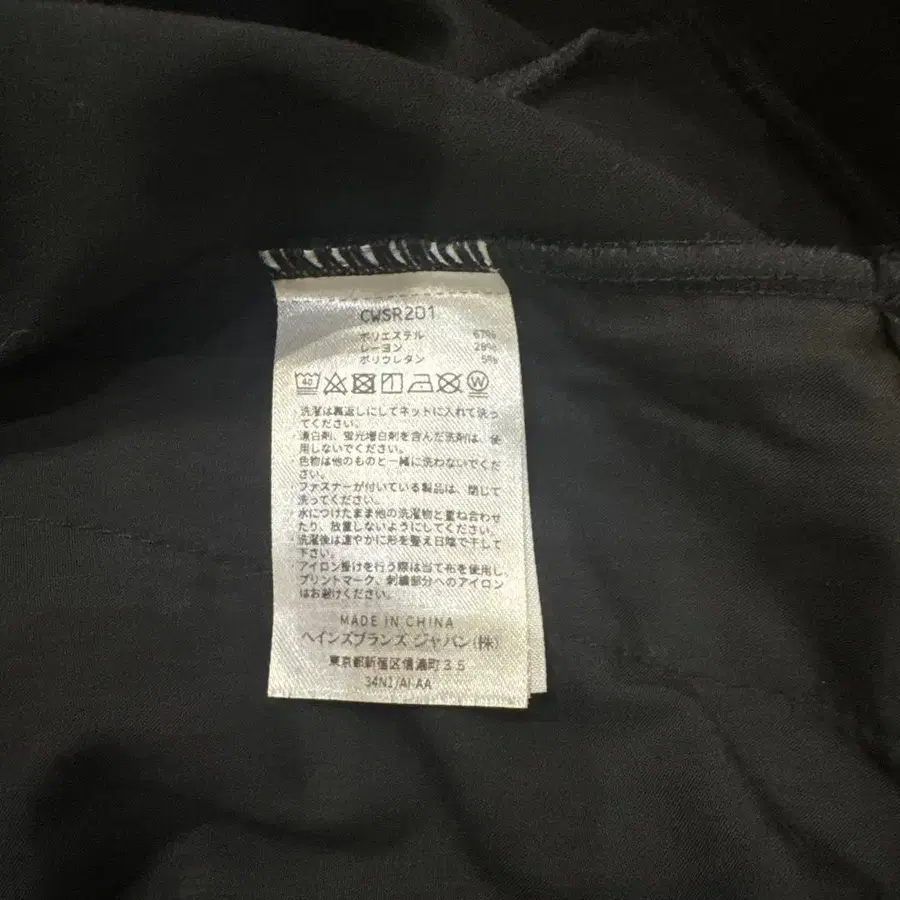 CWSR201
ポリエステル 67%
レーヨン 28%
ポリウレタン 5%
40
W
・洗濯は裏返しにしてネットに入れて洗っ
てください。
・漂白剤、蛍光増白剤を含んだ洗剤は、使
用しないでください。
・色物は他のものと一緒に洗わないでくだ
さい。
・ファスナーが付いている製品は、閉じて
洗ってください。
・水につけたまま他の洗濯物と重ね合わせ
たり、放置しないようにしてください。
・洗濯後は速やかに形を整え日陰で干して
下さい。
・アイロン掛けを行う際は当て布を使用し、
プリントマーク、刺繍部分へのアイロン
はお避けください。
MADE IN CHINA
ヘインズブランズ ジャパン(株)
東京都新宿区信濃町35
34N1/AI-AA